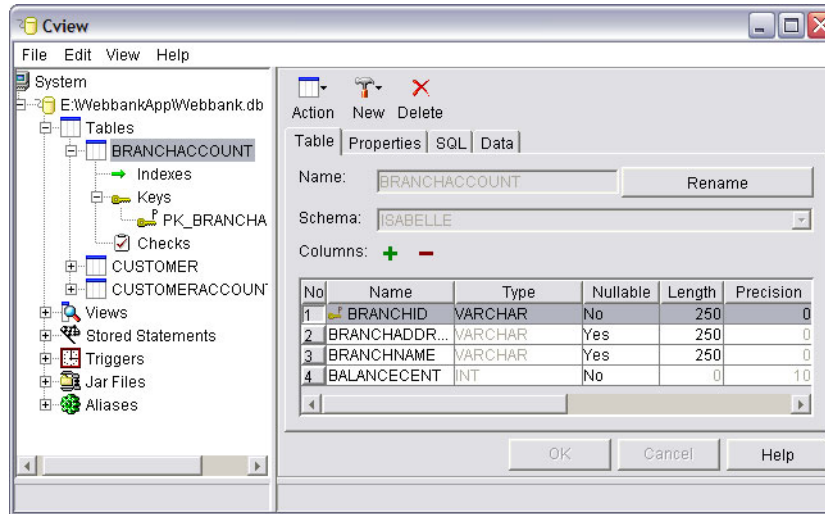 Cview
File Edit View Help
System
E:\WebbankApp\Webbank.db
Tables
BRANCHACCOUNT
Indexes
Keys
PK_BRANCHA
Checks
CUSTOMER
CUSTOMERACCOUN
Views
Stored Statements
Triggers
Jar Files
Aliases
Action New Delete
Table Properties SQL Data
Name: BRANCHACCOUNT Rename
Schema: ISABELLE
Columns:
No Name Type Nullable Length Precision
1 BRANCHID VARCHAR No 250 0
2 BRANCHADDR... VARCHAR Yes 250 0
3 BRANCHNAME VARCHAR Yes 250 0
4 BALANCECENT INT No 0 10
OK Cancel Help